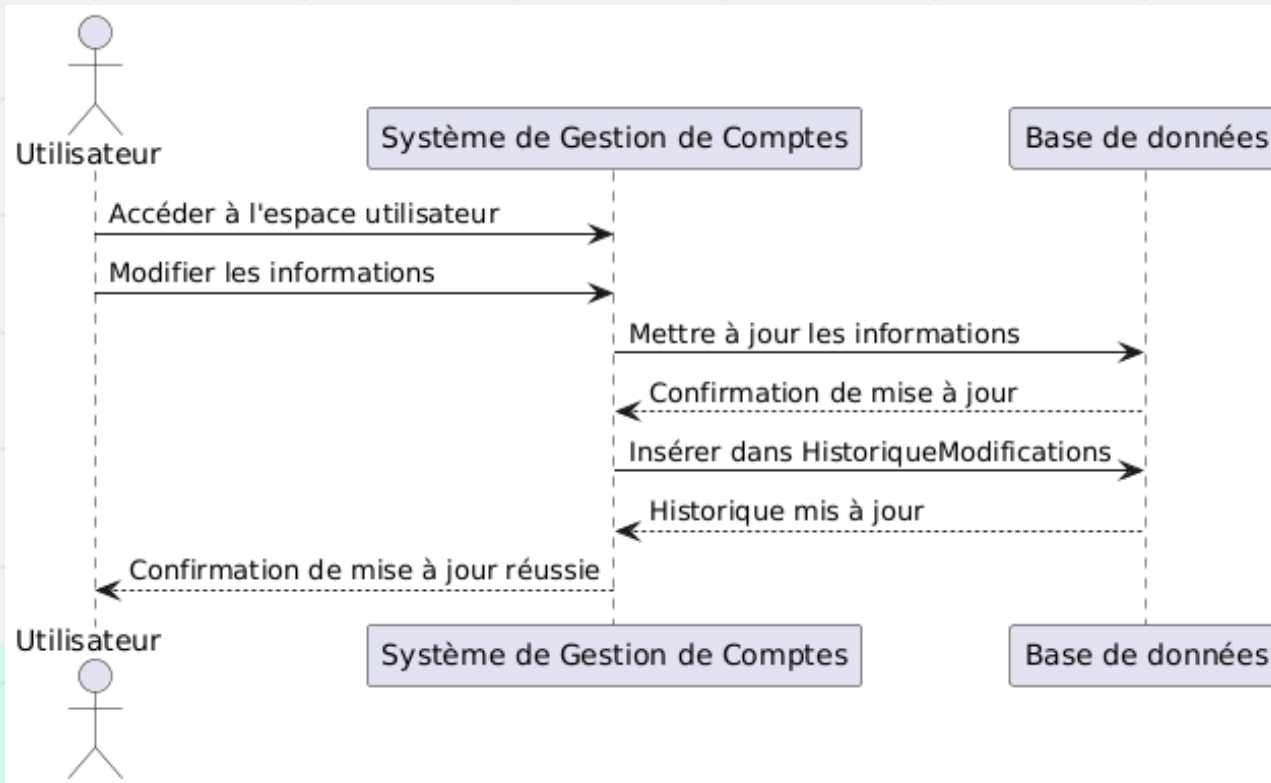 Utilisateur
Système de Gestion de Comptes
Base de données
Accéder à l'espace utilisateur
Modifier les informations
Mettre à jour les informations
Confirmation de mise à jour
Insérer dans HistoriqueModifications
Historique mis à jour
Confirmation de mise à jour réussie
Utilisateur
Système de Gestion de Comptes
Base de données